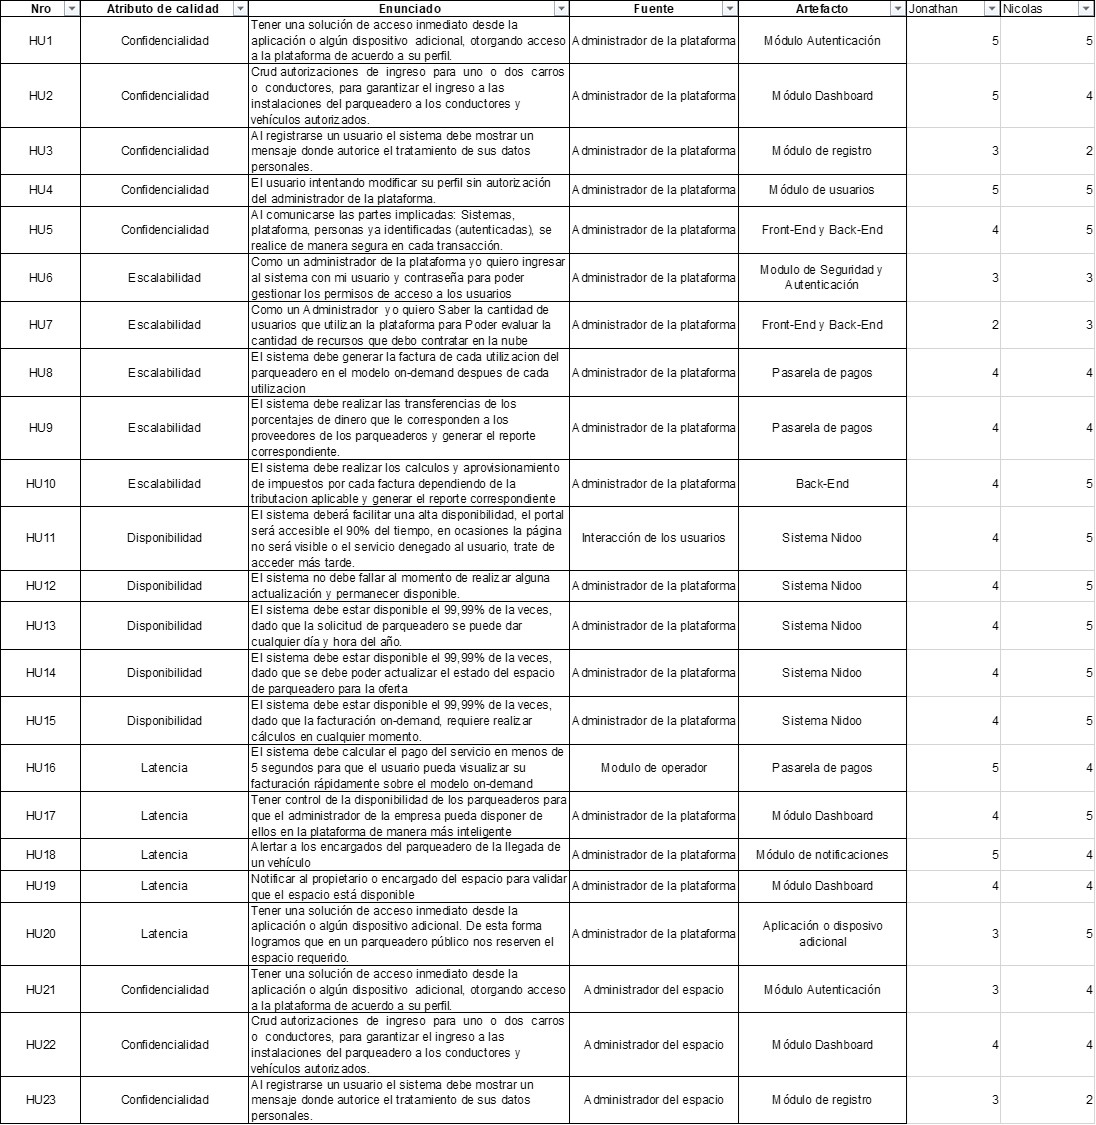 Nro Atributo de calidad Enunciado Fuente Artefacto Jonathan Nicolas
HU1 Confidencialidad Tener una solución de acceso inmediato desde la
aplicación o algún dispositivo adicional, otorgando acceso
a la plataforma de acuerdo a su perfil. Administrador de la plataforma Módulo Autenticación 5 5
HU2 Confidencialidad Crud autorizaciones de ingreso para uno o dos carros
o conductores, para garantizar el ingreso a las
instalaciones del parqueadero a los conductores y
vehículos autorizados. Administrador de la plataforma Módulo Dashboard 5 4
HU3 Confidencialidad Al registrarse un usuario el sistema debe mostrar un
mensaje donde autorice el tratamiento de sus datos
personales. Administrador de la plataforma Módulo de registro 3 2
HU4 Confidencialidad El usuario intentando modificar su perfil sin autorización
del administrador de la plataforma. Administrador de la plataforma Módulo de usuarios 5 5
HU5 Confidencialidad Al comunicarse las partes implicadas: Sistemas,
plataforma, personas ya identificadas (autenticadas), se
realice de manera segura en cada transacción. Administrador de la plataforma Front-End y Back-End 4 5
HU6 Escalabilidad Como un administrador de la plataforma yo quiero ingresar
al sistema con mi usuario y contraseña para poder
gestionar los permisos de acceso a los usuarios Administrador de la plataforma Modulo de Seguridad y
Autenticación 3 3
HU7 Escalabilidad Como un Administrador yo quiero Saber la cantidad de
usuarios que utilizan la plataforma para Poder evaluar la
cantidad de recursos que debo contratar en la nube Administrador de la plataforma Front-End y Back-End 2 3
HU8 Escalabilidad El sistema debe generar la factura de cada utilizacion del
parqueadero en el modelo on-demand despues de cada
utilizacion Administrador de la plataforma Pasarela de pagos 4 4
HU9 Escalabilidad El sistema debe realizar las transferencias de los
porcentajes de dinero que le corresponden a los
proveedores de los parqueaderos y generar el reporte
correspondiente. Administrador de la plataforma Pasarela de pagos 4 4
HU10 Escalabilidad El sistema debe realizar los calculos y aprovisionamiento
de impuestos por cada factura dependiendo de la
tributacion aplicable y generar el reporte correspondiente Administrador de la plataforma Back-End 4 5
HU11 Disponibilidad El sistema deberá facilitar una alta disponibilidad, el portal
será accesible el 90% del tiempo, en ocasiones la página
no será visible o el servicio denegado al usuario, trate de
acceder más tarde. Interacción de los usuarios Sistema Nidoo 4 5
HU12 Disponibilidad El sistema no debe fallar al momento de realizar alguna
actualización y permanecer disponible. Administrador de la plataforma Sistema Nidoo 4 5
HU13 Disponibilidad El sistema debe estar disponible el 99,99% de la veces,
dado que la solicitud de parqueadero se puede dar
cualquier día y hora del año. Administrador de la plataforma Sistema Nidoo 4 5
HU14 Disponibilidad El sistema debe estar disponible el 99,99% de la veces,
dado que se debe poder actualizar el estado del espacio
de parqueadero para la oferta Administrador de la plataforma Sistema Nidoo 4 5
HU15 Disponibilidad El sistema debe estar disponible el 99,99% de la veces,
dado que la facturación on-demand, requiere realizar
cálculos en cualquier momento. Administrador de la plataforma Sistema Nidoo 4 5
HU16 Latencia El sistema debe calcular el pago del servicio en menos de
5 segundos para que el usuario pueda visualizar su
facturación rápidamente sobre el modelo on-demand Modulo de operador Pasarela de pagos 5 4
HU17 Latencia Tener control de la disponibilidad de los parqueaderos para
que el administrador de la empresa pueda disponer de
ellos en la plataforma de manera más inteligente Administrador de la plataforma Módulo Dashboard 4 5
HU18 Latencia Alertar a los encargados del parqueadero de la llegada de
un vehículo Administrador de la plataforma Módulo de notificaciones 5 4
HU19 Latencia Notificar al propietario o encargado del espacio para validar
que el espacio está disponible Administrador de la plataforma Módulo Dashboard 4 4
HU20 Latencia Tener una solución de acceso inmediato desde la
aplicación o algún dispositivo adicional. De esta forma
logramos que en un parqueadero público nos reserven el
espacio requerido. Administrador de la plataforma Aplicación o disposivo
adicional 3 5
HU21 Confidencialidad Tener una solución de acceso inmediato desde la
aplicación o algún dispositivo adicional, otorgando acceso
a la plataforma de acuerdo a su perfil. Administrador del espacio Módulo Autenticación 3 4
HU22 Confidencialidad Crud autorizaciones de ingreso para uno o dos carros
o conductores, para garantizar el ingreso a las
instalaciones del parqueadero a los conductores y
vehículos autorizados. Administrador del espacio Módulo Dashboard 4 4
HU23 Confidencialidad Al registrarse un usuario el sistema debe mostrar un
mensaje donde autorice el tratamiento de sus datos
personales. Administrador del espacio Módulo de registro 3 2